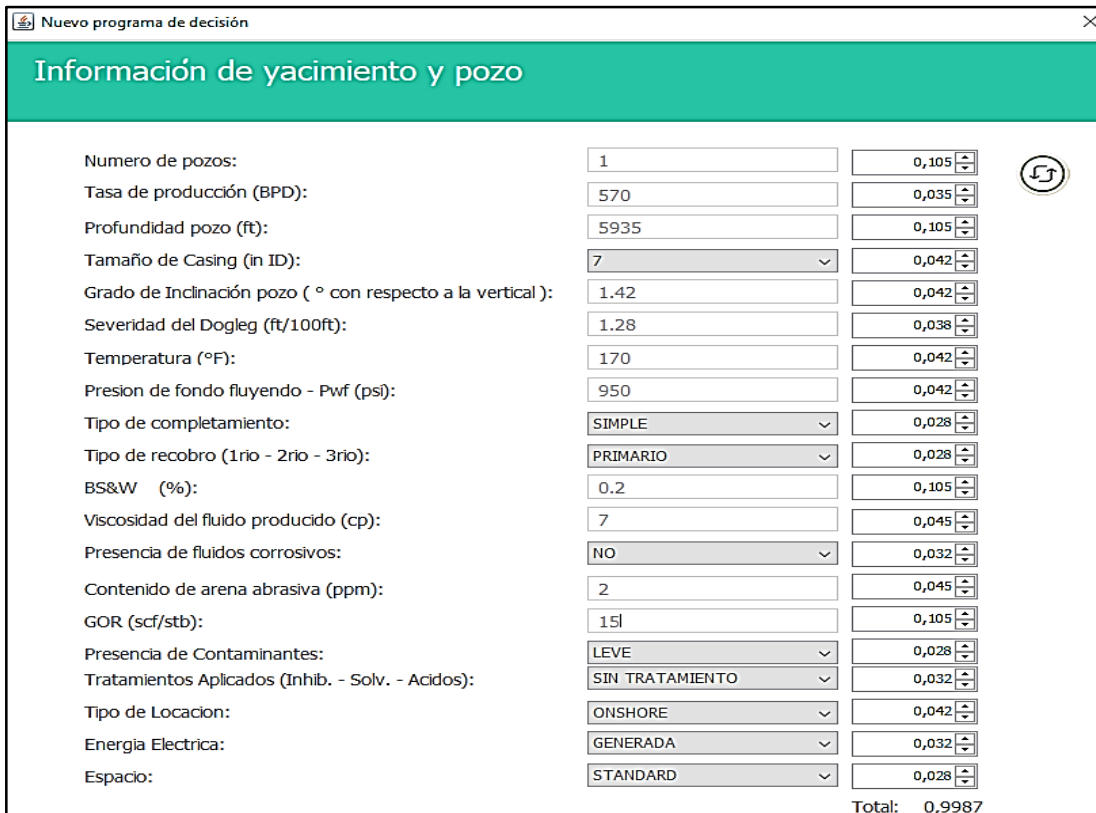 Nuevo programa de decisión
Información de yacimiento y pozo
Numero de pozos: 1 0,105
Tasa de producción (BPD): 570 0,035
Profundidad pozo (ft): 5935 0,105
Tamaño de Casing (in ID): 7 0,042
Grado de Inclinación pozo ( ° con respecto a la vertical ): 1.42 0,042
Severidad del Dogleg (ft/100ft): 1.28 0,038
Temperatura (°F): 170 0,042
Presion de fondo fluyendo - Pwf (psi): 950 0,042
Tipo de completamiento: SIMPLE 0,028
Tipo de recobro (1rio - 2rio - 3rio): PRIMARIO 0,028
BS&W (%): 0.2 0,105
Viscosidad del fluido producido (cp): 7 0,045
Presencia de fluidos corrosivos: NO 0,032
Contenido de arena abrasiva (ppm): 2 0,045
GOR (scf/stb): 15 0,105
Presencia de Contaminantes: LEVE 0,028
Tratamientos Aplicados (Inhib. - Solv. - Acidos): SIN TRATAMIENTO 0,032
Tipo de Locacion: ONSHORE 0,042
Energia Electrica: GENERADA 0,032
Espacio: STANDARD 0,028
Total: 0,9987